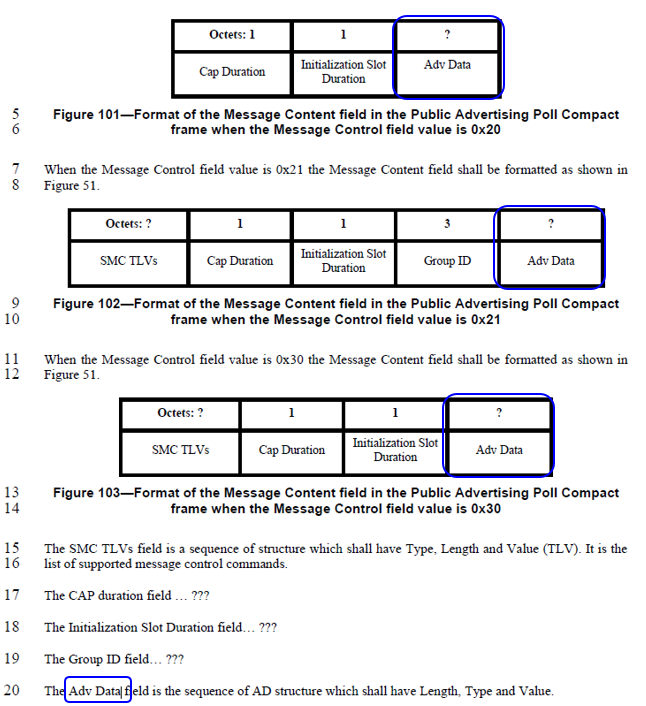 Octets: 1 1 ?
Cap Duration Initialization Slot Duration Adv Data
5 Figure 101—Format of the Message Content field in the Public Advertising Poll Compact
6 frame when the Message Control field value is 0x20
7 When the Message Control field value is 0x21 the Message Content field shall be formatted as shown in
8 Figure 51.
Octets: ? 1 1 3 ?
SMC TLVs Cap Duration Initialization Slot Duration Group ID Adv Data
9 Figure 102—Format of the Message Content field in the Public Advertising Poll Compact
10 frame when the Message Control field value is 0x21
11 When the Message Control field value is 0x30 the Message Content field shall be formatted as shown in
12 Figure 51.
Octets: ? 1 1 ?
SMC TLVs Cap Duration Initialization Slot Duration Adv Data
13 Figure 103—Format of the Message Content field in the Public Advertising Poll Compact
14 frame when the Message Control field value is 0x30
15 The SMC TLVs field is a sequence of structure which shall have Type, Length and Value (TLV). It is the
16 list of supported message control commands.
17 The CAP duration field … ???
18 The Initialization Slot Duration field… ???
19 The Group ID field… ???
20 The Adv Data field is the sequence of AD structure which shall have Length, Type and Value.